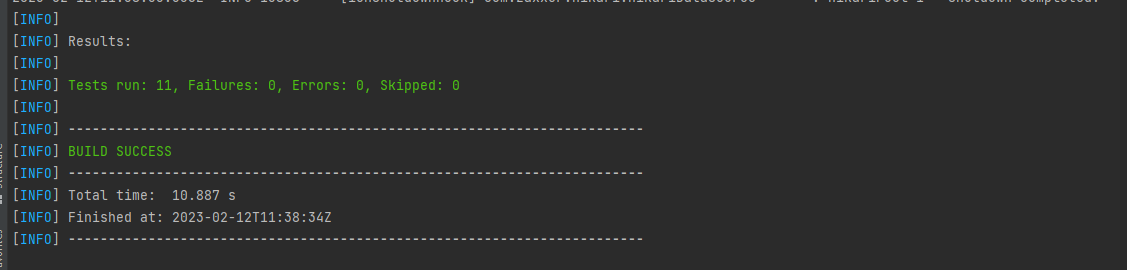 [INFO]
[INFO] Results:
[INFO]
[INFO] Tests run: 11, Failures: 0, Errors: 0, Skipped: 0
[INFO]
[INFO] ------------------------------------------------------------------------
[INFO] BUILD SUCCESS
[INFO] ------------------------------------------------------------------------
[INFO] Total time:  10.887 s
[INFO] Finished at: 2023-02-12T11:38:34Z
[INFO] ------------------------------------------------------------------------